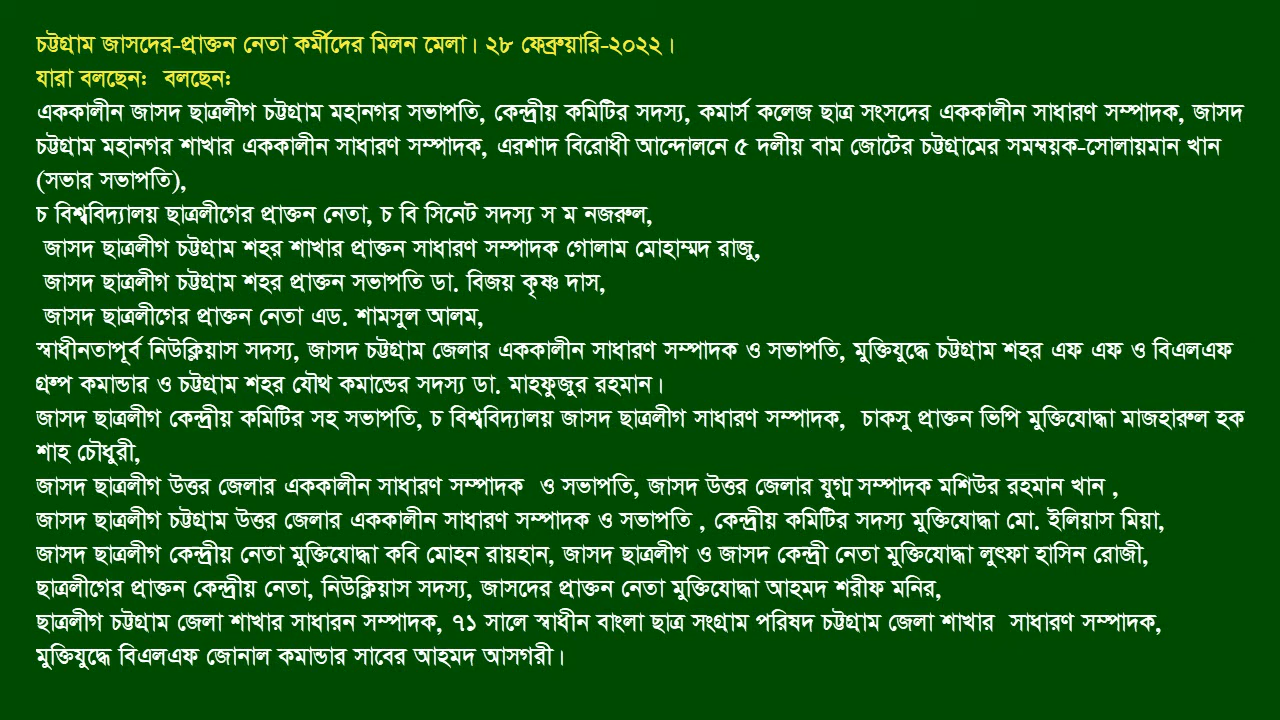 চট্টগ্রাম জাসদের-প্রাক্তন নেতা কর্মীদের মিলন মেলা। ২৮ ফেব্রুয়ারি-২০২২।
যারা বলছেন: বলছেন:
এককালীন জাসদ ছাত্রলীগ চট্টগ্রাম মহানগর সভাপতি, কেন্দ্রীয় কমিটির সদস্য, কমার্স কলেজ ছাত্র সংসদের এককালীন সাধারণ সম্পাদক, জাসদ
চট্টগ্রাম মহানগর শাখার এককালীন সাধারণ সম্পাদক, এরশাদ বিরোধী আন্দোলনে ৫ দলীয় বাম জোটের চট্টগ্রামের সমম্বয়ক-সোলায়মান খান
(সভার সভাপতি),
চ বিশ্ববিদ্যালয় ছাত্রলীগের প্রাক্তন নেতা, চ বি সিনেট সদস্য স ম নজরুল,
জাসদ ছাত্রলীগ চট্টগ্রাম শহর শাখার প্রাক্তন সাধারণ সম্পাদক গোলাম মোহাম্মদ রাজু,
জাসদ ছাত্রলীগ চট্টগ্রাম শহর প্রাক্তন সভাপতি ডা. বিজয় কৃষ্ণ দাস,
জাসদ ছাত্রলীগের প্রাক্তন নেতা এড. শামসুল আলম,
স্বাধীনতাপূর্ব নিউক্লিয়াস সদস্য, জাসদ চট্টগ্রাম জেলার এককালীন সাধারণ সম্পাদক ও সভাপতি, মুক্তিযুদ্ধে চট্টগ্রাম শহর এফ এফ ও বিএলএফ
গ্রুপ কমান্ডার ও চট্টগ্রাম শহর যৌথ কমান্ডের সদস্য ডা. মাহফুজুর রহমান।
জাসদ ছাত্রলীগ কেন্দ্রীয় কমিটির সহ সভাপতি, চ বিশ্ববিদ্যালয় জাসদ ছাত্রলীগ সাধারণ সম্পাদক, চাকসু প্রাক্তন ভিপি মুক্তিযোদ্ধা মাজহারুল হক
শাহ চৌধুরী,
জাসদ ছাত্রলীগ উত্তর জেলার এককালীন সাধারণ সম্পাদক ও সভাপতি, জাসদ উত্তর জেলার যুগ্ম সম্পাদক মশিউর রহমান খান ,
জাসদ ছাত্রলীগ চট্টগ্রাম উত্তর জেলার এককালীন সাধারণ সম্পাদক ও সভাপতি , কেন্দ্রীয় কমিটির সদস্য মুক্তিযোদ্ধা মো. ইলিয়াস মিয়া,
জাসদ ছাত্রলীগ কেন্দ্রীয় নেতা মুক্তিযোদ্ধা কবি মোহন রায়হান, জাসদ ছাত্রলীগ ও জাসদ কেন্দ্রী নেতা মুক্তিযোদ্ধা লুৎফা হাসিন রোজী,
ছাত্রলীগের প্রাক্তন কেন্দ্রীয় নেতা, নিউক্লিয়াস সদস্য, জাসদের প্রাক্তন নেতা মুক্তিযোদ্ধা আহমদ শরীফ মনির,
ছাত্রলীগ চট্টগ্রাম জেলা শাখার সাধারন সম্পাদক, ৭১ সালে স্বাধীন বাংলা ছাত্র সংগ্রাম পরিষদ চট্টগ্রাম জেলা শাখার সাধারণ সম্পাদক,
মুক্তিযুদ্ধে বিএলএফ জোনাল কমান্ডার সাবের আহমদ আসগরী।